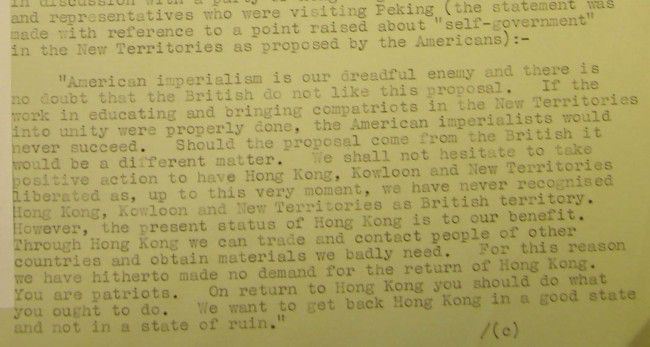 in discussion with a party of
and representatives who were visiting Peking (the statement was
made with reference to a point raised about "self-government"
in the New Territories as proposed by the Americans):-
"American imperialism is our dreadful enemy and there is
no doubt that the British do not like this proposal. If the
work in educating and bringing compatriots in the New Territories
into unity were properly done, the American imperialists would
never succeed. Should the proposal come from the British it
would be a different matter. We shall not hesitate to take
positive action to have Hong Kong, Kowloon and New Territories
liberated as, up to this very moment, we have never recognised
Hong Kong, Kowloon and New Territories as British territory.
However, the present status of Hong Kong is to our benefit.
Through Hong Kong we can trade and contact people of other
countries and obtain materials we badly need. For this reason
we have hitherto made no demand for the return of Hong Kong.
You are patriots. On return to Hong Kong you should do what
you ought to do. We want to get back Hong Kong in a good state
and not in a state of ruin."
/(c)